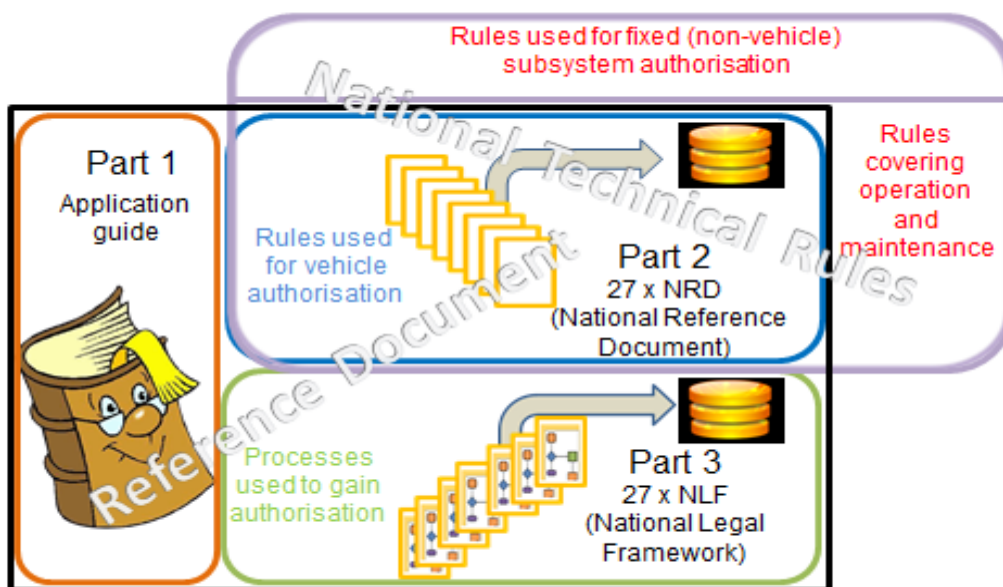 Rules used for fixed (non-vehicle)
subsystem authorisation
National Technical Rules
Rules
covering
operation
and
maintenance
Part 1
Application
guide
Rules used
for vehicle
authorisation
Part 2
27 x NRD
(National Reference
Document)
Reference Document
Processes
used to gain
authorisation
Part 3
27 x NLF
(National Legal
Framework)